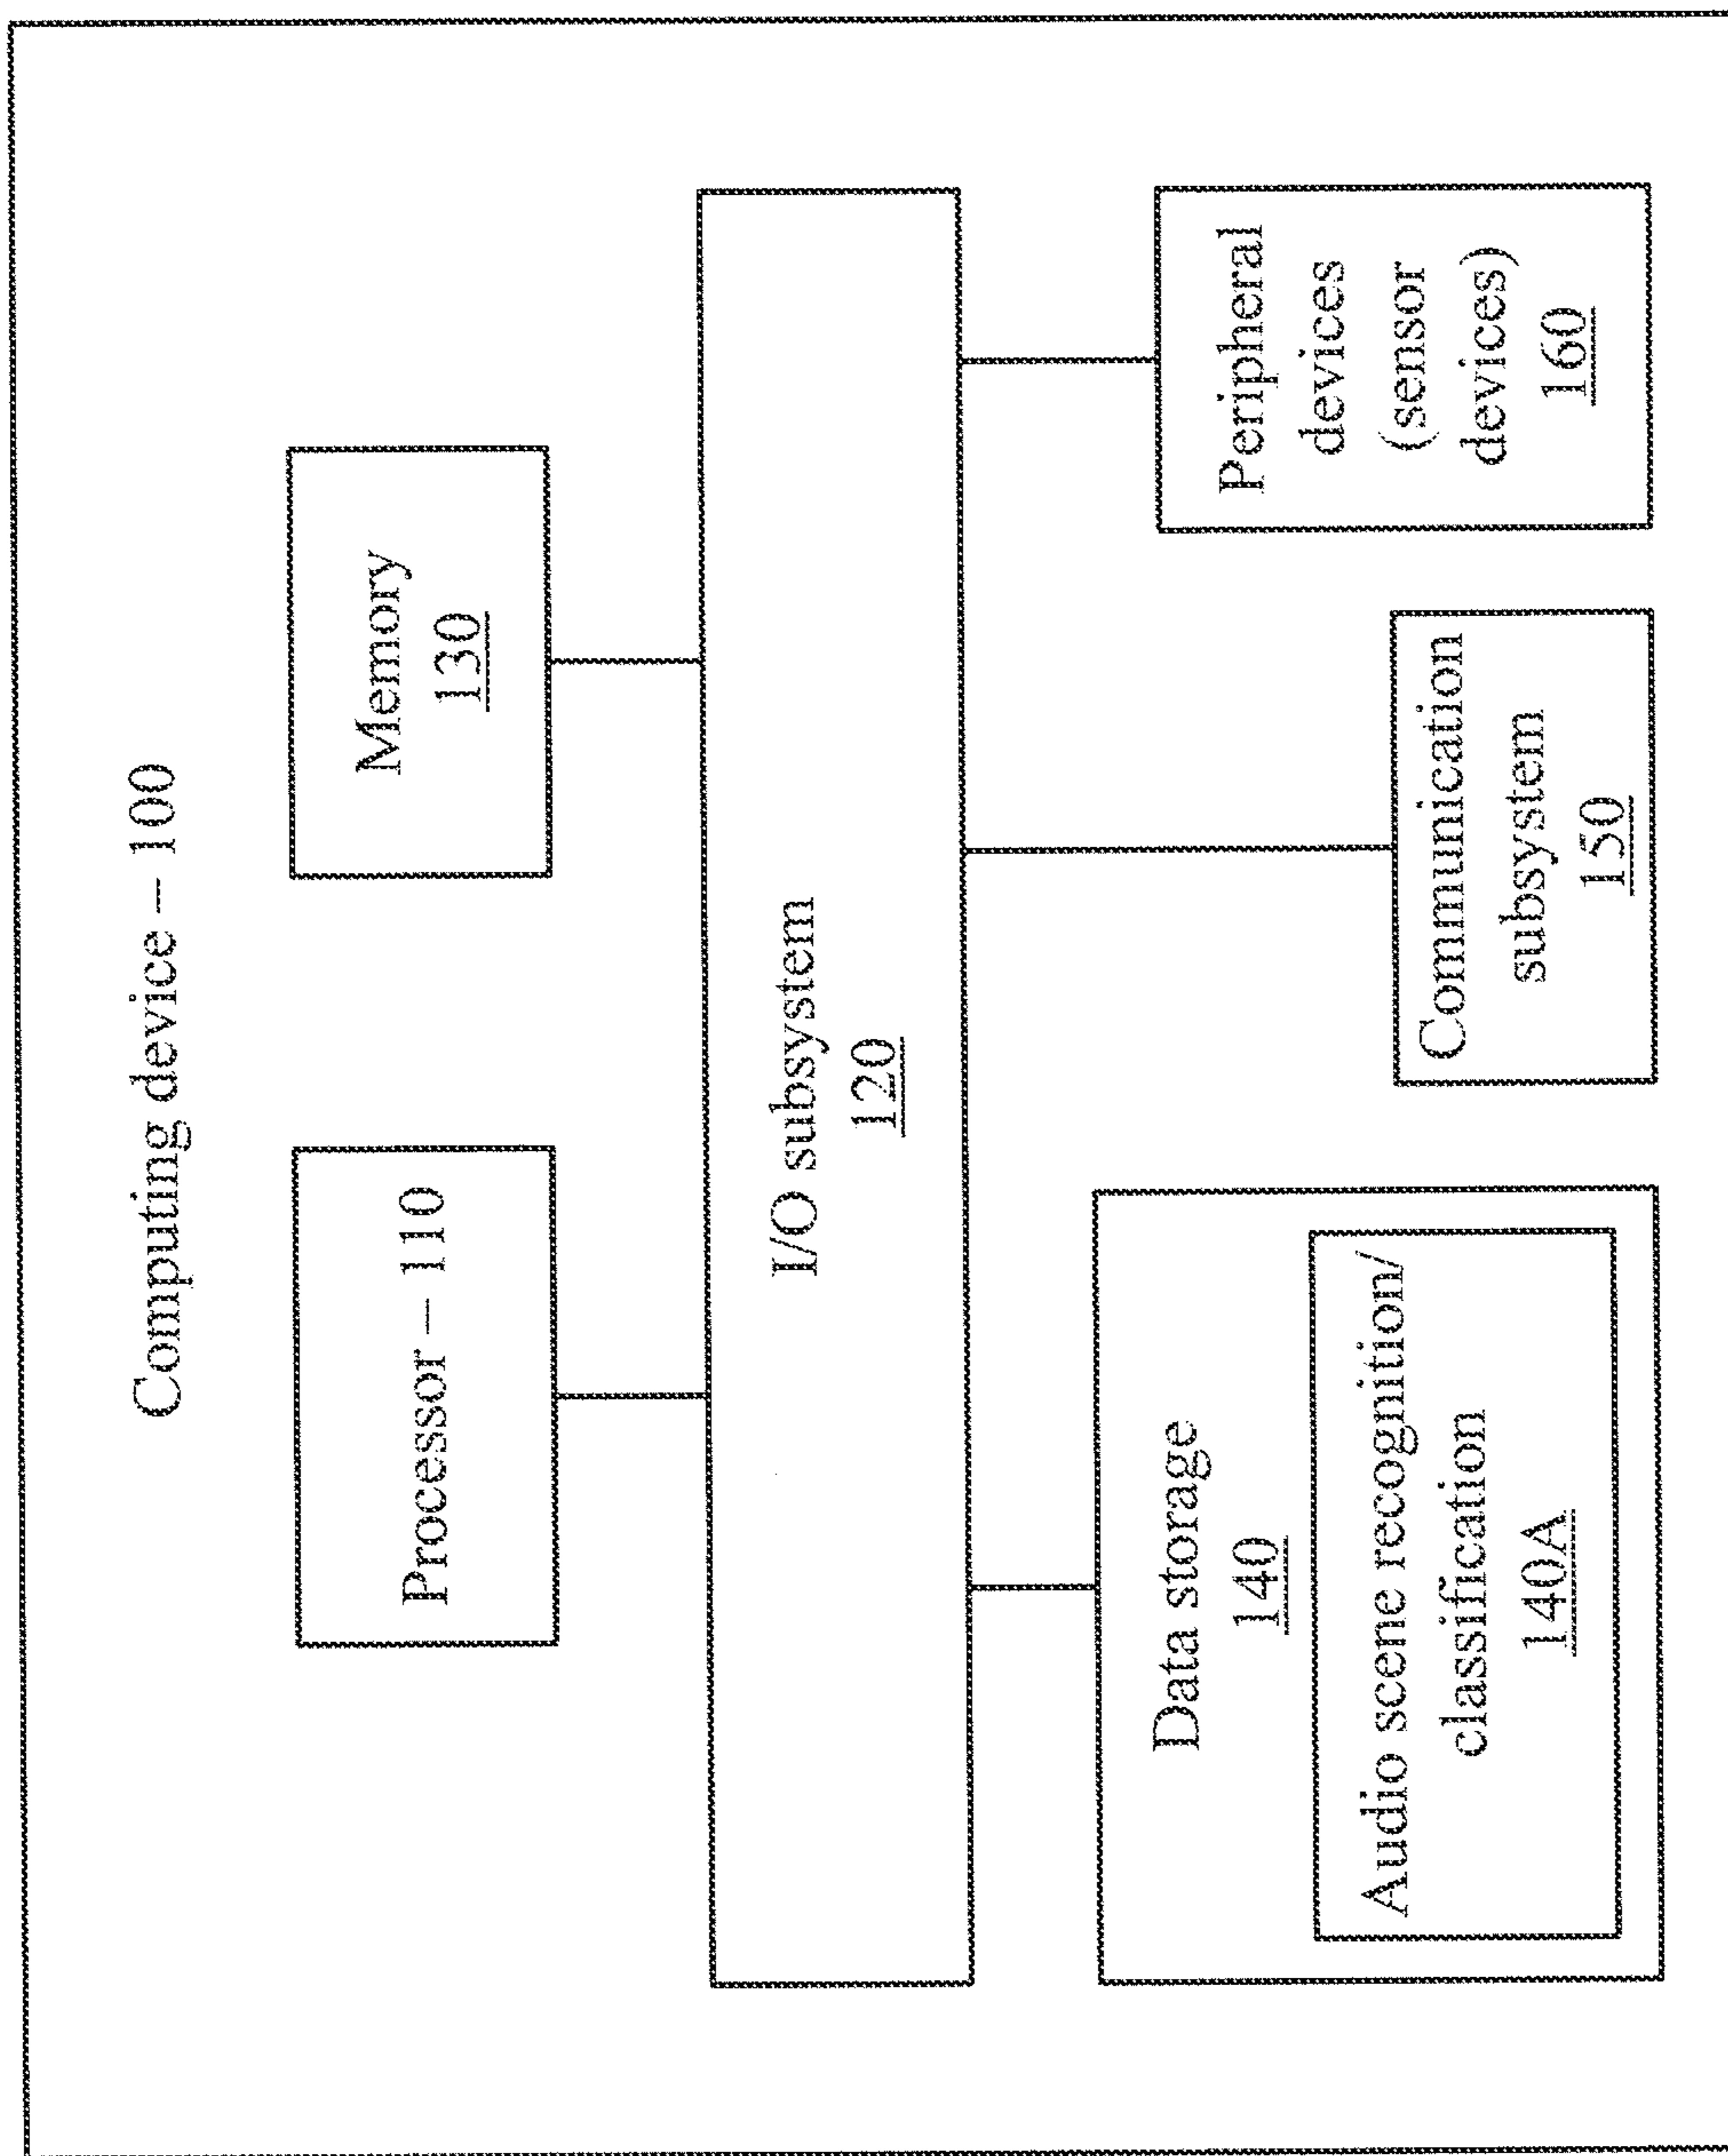 Computing device – 100
Processor – 110
Memory
130
I/O subsystem
120
Data storage
140
Audio scene recognition/
classification
140A
Communication
subsystem
150
Peripheral
devices
(sensor
devices)
160